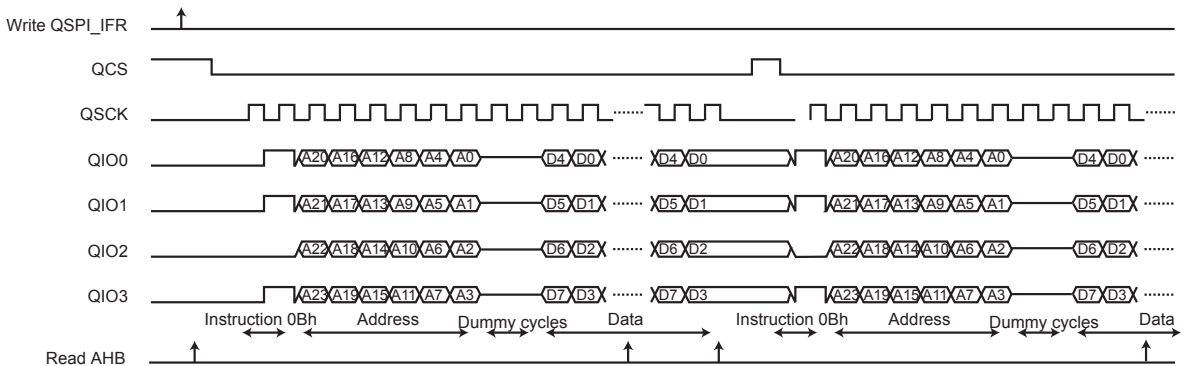 Write QSPI_IFR
QCS
QSCK
QIO0 A20 A16 A12 A8 A4 A0 D4 D0 D4 D0 A20 A16 A12 A8 A4 A0 D4 D0
QIO1 A21 A17 A13 A9 A5 A1 D5 D1 D5 D1 A21 A17 A13 A9 A5 A1 D5 D1
QIO2 A22 A18 A14 A10 A6 A2 D6 D2 D6 D2 A22 A18 A14 A10 A6 A2 D6 D2
QIO3 A23 A19 A15 A11 A7 A3 D7 D3 D7 D3 A23 A19 A15 A11 A7 A3 D7 D3
Instruction 0Bh Address Dummy cycles Data Instruction 0Bh Address Dummy cycles Data
Read AHB